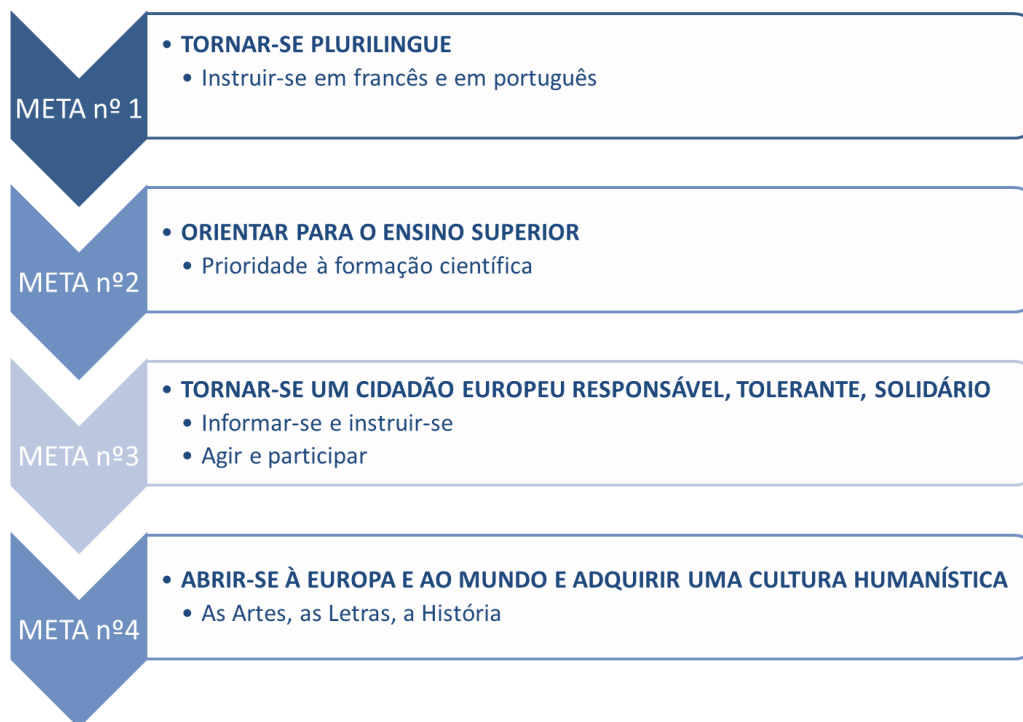 META nº 1
• TORNAR-SE PLURILINGUE
• Instruir-se em francês e em português
META nº2
• ORIENTAR PARA O ENSINO SUPERIOR
• Prioridade à formação científica
META nº3
• TORNAR-SE UM CIDADÃO EUROPEU RESPONSÁVEL, TOLERANTE, SOLIDÁRIO
• Informar-se e instruir-se
• Agir e participar
META nº4
• ABRIR-SE À EUROPA E AO MUNDO E ADQUIRIR UMA CULTURA HUMANÍSTICA
• As Artes, as Letras, a História